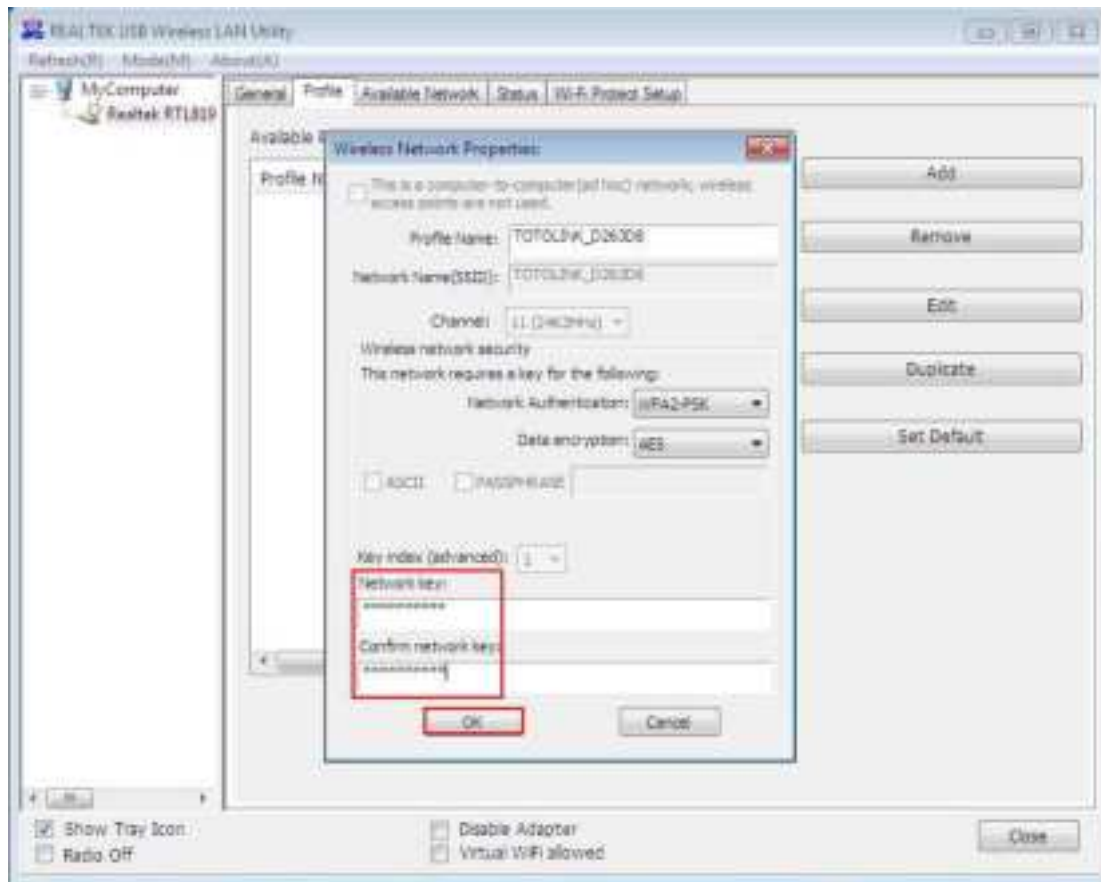 REALTEK USB Wireless LAN Utility
Refresh(R) Mode(M) About(A)
MyComputer
Realtek RTL819
General Profile Available Network Status Wi-Fi Protect Setup
Available
Profile N
Wireless Network Properties
This is a computer-to-computer(ad hoc) network; wireless
access points are not used.
Profile Name: TOTOLINK_D263D8
Network Name(SSID): TOTOLINK_D263D8
Channel: 11 (2462MHz)
Wireless network security
This network requires a key for the following:
Network Authentication: WPA2-PSK
Data encryption: AES
ASCII PASSPHRASE
Key index (advanced): 1
Network key:
**********
Confirm network key:
**********
OK Cancel
Add
Remove
Edit
Duplicate
Set Default
Show Tray Icon
Radio Off
Disable Adapter
Virtual WiFi allowed
Close